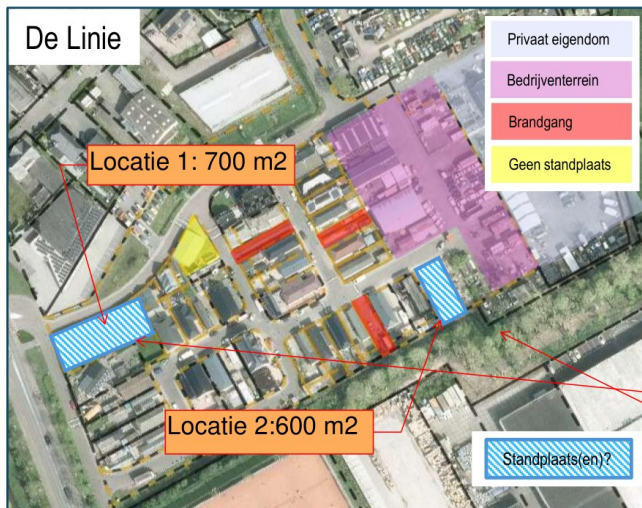 De Linie
Privaat eigendom
Bedrijventerrein
Brandgang
Geen standplaats
Locatie 1: 700 m2
Locatie 2:600 m2
Standplaats(en)?